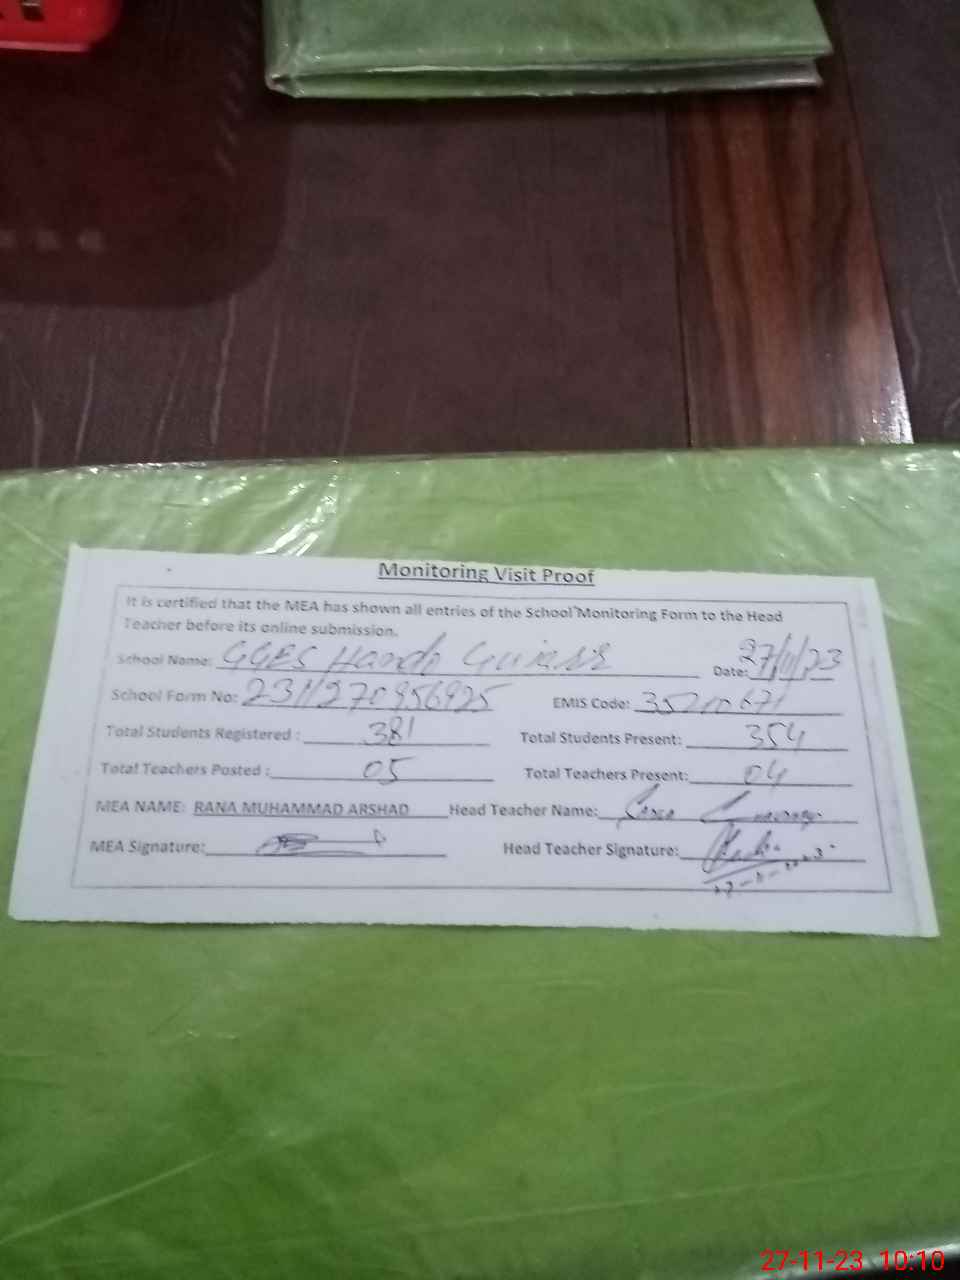 Monitoring Visit Proof
It is certified that the MEA has shown all entries of the School Monitoring Form to the Head
Teacher before its online submission.
School Name: GGES Date: 27/11/23
School Form No: 2311270956925 EMIS Code:
Total Students Registered : 381 Total Students Present: 354
Total Teachers Posted : 05 Total Teachers Present: 04
MEA NAME: RANA MUHAMMAD ARSHAD Head Teacher Name:
MEA Signature: Head Teacher Signature:
27-11-23 10:10